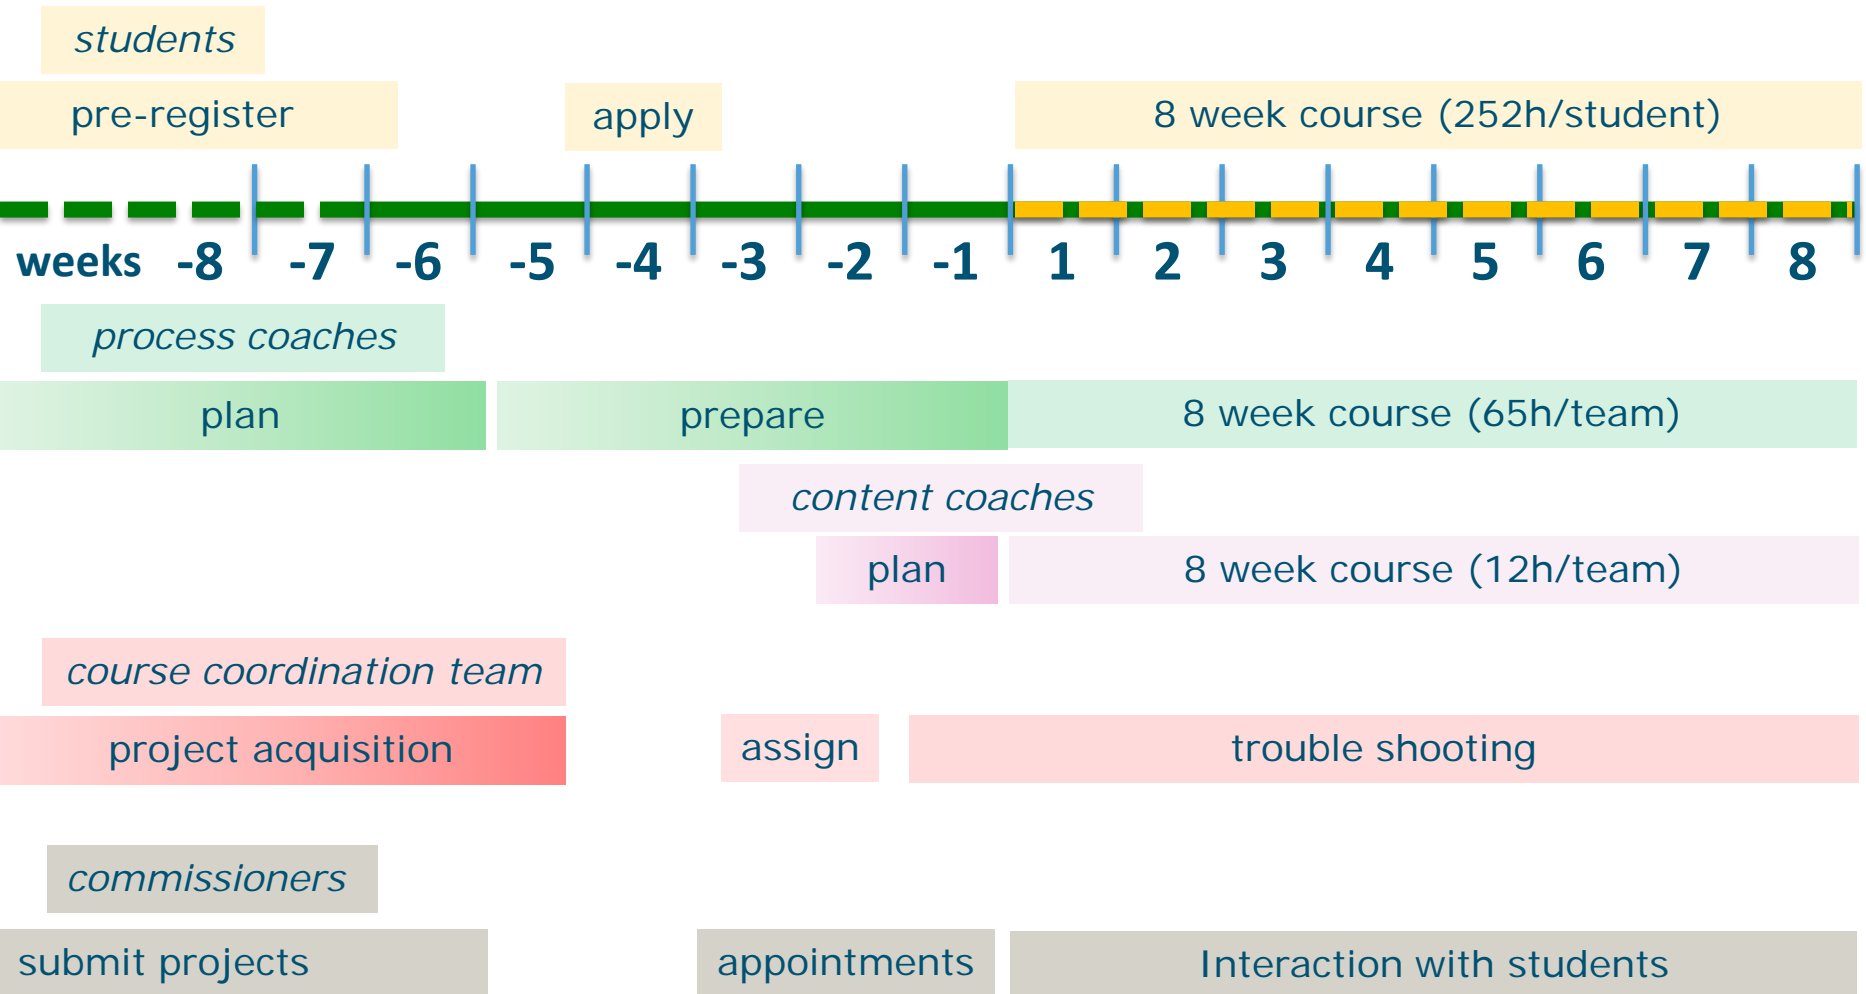 students
pre-register apply 8 week course (252h/student)
weeks -8 -7 -6 -5 -4 -3 -2 -1 1 2 3 4 5 6 7 8
process coaches
plan prepare 8 week course (65h/team)
content coaches
plan 8 week course (12h/team)
course coordination team
project acquisition assign trouble shooting
commissioners
submit projects appointments Interaction with students